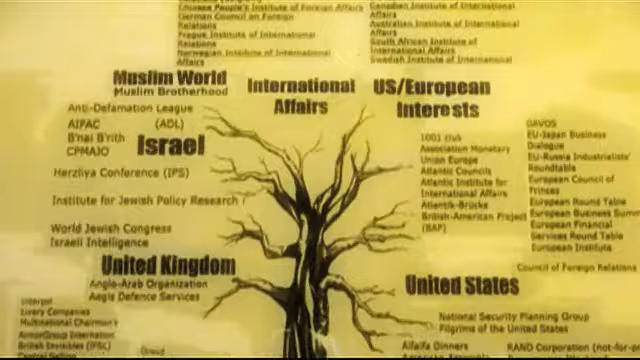 Chinese People's Institute of Foreign Affairs
German Council on Foreign
Relations
Prague Institute of International
Relations
Norwegian Institute of International
Affairs
Canadian Institute of International
Affairs
Australian Institute of International
Affairs
South African Institute of
International Affairs
Swedish Institute of International
Muslim World
Muslim Brotherhood
International
Affairs
US/European
Interests
Anti-Defamation League
AIPAC (ADL)
B'nai B'rith
CPMAJO
Israel
Herzliya Conference (IPS)
Institute for Jewish Policy Research
World Jewish Congress
Israeli Intelligence
1001 club
Association Monetary
Union Europe
Atlantic Councils
Atlantic Institute for
International Affairs
Atlantik-Brücke
British-American Project
(BAP)
DAVOS
EU-Japan Business
Dialogue
EU-Russia Industrialists'
Roundtable
European Council of
Princes
European Round Table
European Business Summ
European Financial
Services Round Table
European Institute
Council of Foreign Relations
United Kingdom
Anglo-Arab Organization
Aegis Defence Services
United States
Interpol
Livery Companies
Multinational Chairmen's
ArmorGroup International
British Invisibles (IFSL)
Central Selling
Group
National Security Planning Group
Pilgrims of the United States
Alfalfa Dinners
RAND Corporation (not-for-p